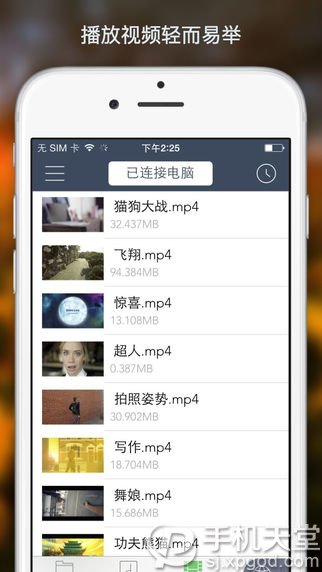 播放视频轻而易举
无 SIM 卡
下午2:25
已连接电脑
猫狗大战.mp4
32.437MB
飞翔.mp4
94.384MB
惊喜.mp4
13.108MB
超人.mp4
0.387MB
拍照姿势.mp4
30.902MB
写作.mp4
18.704MB
舞娘.mp4
15.686MB
功夫熊猫.mp4
手机天堂
sj.xpgod.com